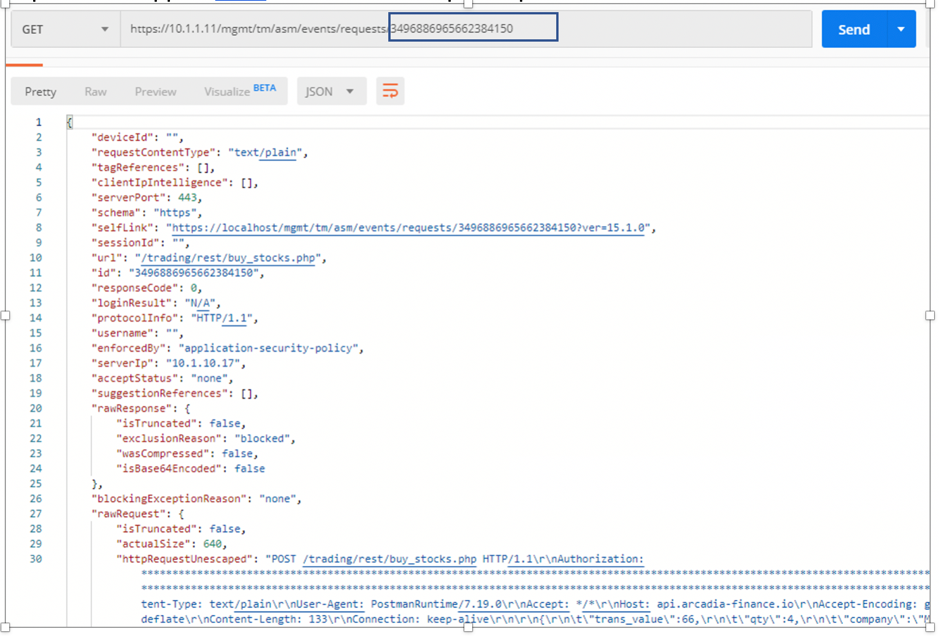 GET https://10.1.1.11/mgmt/tm/asm/events/requests/3496886965662384150 Send
Pretty Raw Preview Visualize BETA JSON
1 {
2 "deviceId": "",
3 "requestContentType": "text/plain",
4 "tagReferences": [],
5 "clientIpIntelligence": [],
6 "serverPort": 443,
7 "schema": "https",
8 "selfLink": "https://localhost/mgmt/tm/asm/events/requests/3496886965662384150?ver=15.1.0",
9 "sessionId": "",
10 "url": "/trading/rest/buy_stocks.php",
11 "id": "3496886965662384150",
12 "responseCode": 0,
13 "loginResult": "N/A",
14 "protocolInfo": "HTTP/1.1",
15 "username": "",
16 "enforcedBy": "application-security-policy",
17 "serverIp": "10.1.10.17",
18 "acceptStatus": "none",
19 "suggestionReferences": [],
20 "rawResponse": {
21 "isTruncated": false,
22 "exclusionReason": "blocked",
23 "wasCompressed": false,
24 "isBase64Encoded": false
25 },
26 "blockingExceptionReason": "none",
27 "rawRequest": {
28 "isTruncated": false,
29 "actualSize": 640,
30 "httpRequestUnescaped": "POST /trading/rest/buy_stocks.php HTTP/1.1\r\nAuthorization:
tent-Type: text/plain\r\nUser-Agent: PostmanRuntime/7.19.0\r\nAccept: */*\r\nHost: api.arcadia-finance.io\r\nAccept-Encoding: g
deflate\r\nContent-Length: 133\r\nConnection: keep-alive\r\n\r\n{\r\n\t\"trans_value\":66,\r\n\t\"qty\":4,\r\n\t\"company\":\"M